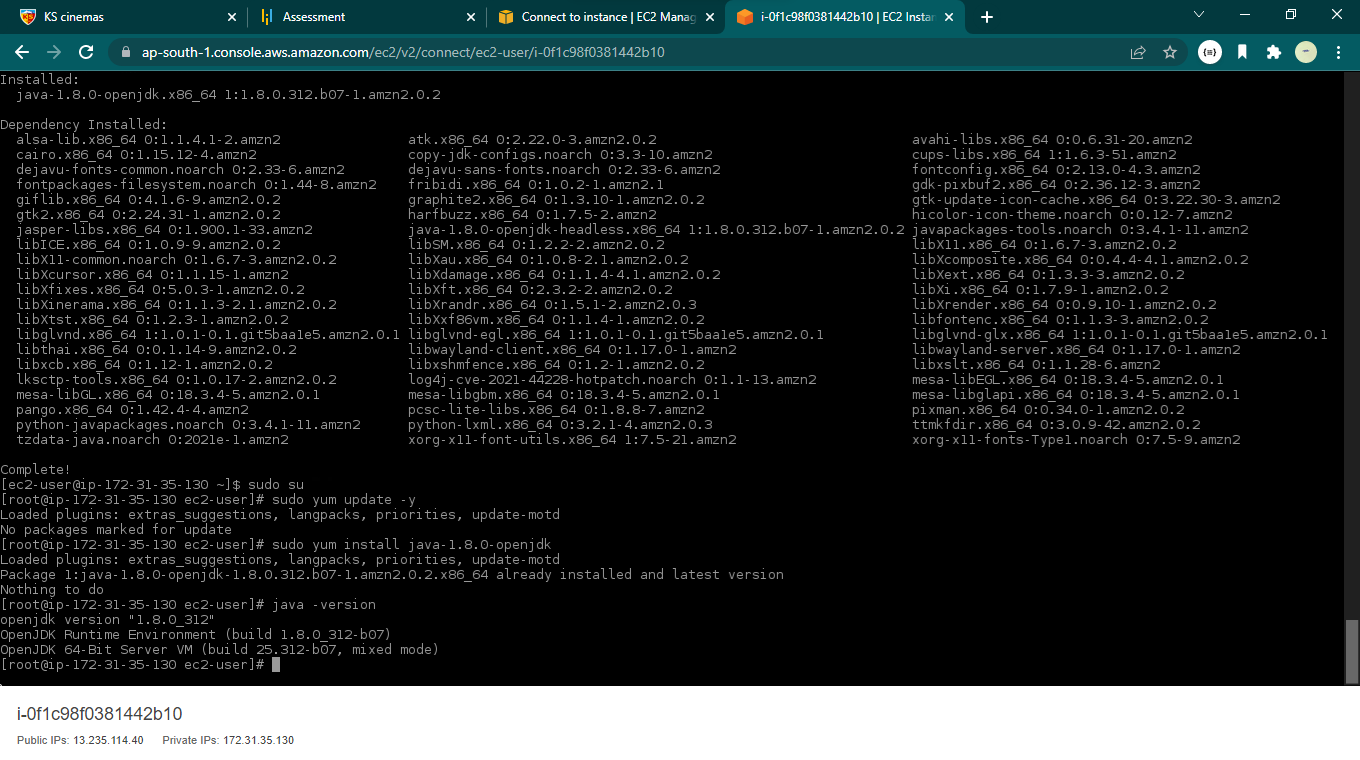 KS cinemas
Assessment
Connect to instance | EC2 Manag
i-0f1c98f0381442b10 | EC2 Instan
ap-south-1.console.aws.amazon.com/ec2/v2/connect/ec2-user/i-0f1c98f0381442b10
Installed:
java-1.8.0-openjdk.x86_64 1:1.8.0.312.b07-1.amzn2.0.2
Dependency Installed:
alsa-lib.x86_64 0:1.1.4.1-2.amzn2 atk.x86_64 0:2.22.0-3.amzn2.0.2 avahi-libs.x86_64 0:0.6.31-20.amzn2
cairo.x86_64 0:1.15.12-4.amzn2 copy-jdk-configs.noarch 0:3.3-10.amzn2 cups-libs.x86_64 1:1.6.3-51.amzn2
dejavu-fonts-common.noarch 0:2.33-6.amzn2 dejavu-sans-fonts.noarch 0:2.33-6.amzn2 fontconfig.x86_64 0:2.13.0-4.3.amzn2
fontpackages-filesystem.noarch 0:1.44-8.amzn2 fribidi.x86_64 0:1.0.2-1.amzn2.1 gdk-pixbuf2.x86_64 0:2.36.12-3.amzn2
giflib.x86_64 0:4.1.6-9.amzn2.0.2 graphite2.x86_64 0:1.3.10-1.amzn2.0.2 gtk-update-icon-cache.x86_64 0:3.22.30-3.amzn2
gtk2.x86_64 0:2.24.31-1.amzn2.0.2 harfbuzz.x86_64 0:1.7.5-2.amzn2 hicolor-icon-theme.noarch 0:0.12-7.amzn2
jasper-libs.x86_64 0:1.900.1-33.amzn2 java-1.8.0-openjdk-headless.x86_64 1:1.8.0.312.b07-1.amzn2.0.2 javapackages-tools.noarch 0:3.4.1-11.amzn2
libICE.x86_64 0:1.0.9-9.amzn2.0.2 libSM.x86_64 0:1.2.2-2.amzn2.0.2 libX11.x86_64 0:1.6.7-3.amzn2.0.2
libX11-common.noarch 0:1.6.7-3.amzn2.0.2 libXau.x86_64 0:1.0.8-2.1.amzn2.0.2 libXcomposite.x86_64 0:0.4.4-4.1.amzn2.0.2
libXcursor.x86_64 0:1.1.15-1.amzn2 libXdamage.x86_64 0:1.1.4-4.1.amzn2.0.2 libXext.x86_64 0:1.3.3-3.amzn2.0.2
libXfixes.x86_64 0:5.0.3-1.amzn2.0.2 libXft.x86_64 0:2.3.2-2.amzn2.0.2 libXi.x86_64 0:1.7.9-1.amzn2.0.2
libXinerama.x86_64 0:1.1.3-2.1.amzn2.0.2 libXrandr.x86_64 0:1.5.1-2.amzn2.0.3 libXrender.x86_64 0:0.9.10-1.amzn2.0.2
libXtst.x86_64 0:1.2.3-1.amzn2.0.2 libXxf86vm.x86_64 0:1.1.4-1.amzn2.0.2 libfontenc.x86_64 0:1.1.3-3.amzn2.0.2
libglvnd.x86_64 1:1.0.1-0.1.git5baa1e5.amzn2.0.1 libglvnd-egl.x86_64 1:1.0.1-0.1.git5baa1e5.amzn2.0.1 libglvnd-glx.x86_64 1:1.0.1-0.1.git5baa1e5.amzn2.0.1
libthai.x86_64 0:0.1.14-9.amzn2.0.2 libwayland-client.x86_64 0:1.17.0-1.amzn2 libwayland-server.x86_64 0:1.17.0-1.amzn2
libxcb.x86_64 0:1.12-1.amzn2.0.2 libxshmfence.x86_64 0:1.2-1.amzn2.0.2 libxslt.x86_64 0:1.1.28-6.amzn2
lksctp-tools.x86_64 0:1.0.17-2.amzn2.0.2 log4j-cve-2021-44228-hotpatch.noarch 0:1.1-13.amzn2 mesa-libEGL.x86_64 0:18.3.4-5.amzn2.0.1
mesa-libGL.x86_64 0:18.3.4-5.amzn2.0.1 mesa-libgbm.x86_64 0:18.3.4-5.amzn2.0.1 mesa-libglapi.x86_64 0:18.3.4-5.amzn2.0.1
pango.x86_64 0:1.42.4-4.amzn2 pcsc-lite-libs.x86_64 0:1.8.8-7.amzn2 pixman.x86_64 0:0.34.0-1.amzn2.0.2
python-javapackages.noarch 0:3.4.1-11.amzn2 python-lxml.x86_64 0:3.2.1-4.amzn2.0.3 ttmkfdir.x86_64 0:3.0.9-42.amzn2.0.2
tzdata-java.noarch 0:2021e-1.amzn2 xorg-x11-font-utils.x86_64 1:7.5-21.amzn2 xorg-x11-fonts-Type1.noarch 0:7.5-9.amzn2
Complete!
[ec2-user@ip-172-31-35-130 ~]$ sudo su
[root@ip-172-31-35-130 ec2-user]# sudo yum update -y
Loaded plugins: extras_suggestions, langpacks, priorities, update-motd
No packages marked for update
[root@ip-172-31-35-130 ec2-user]# sudo yum install java-1.8.0-openjdk
Loaded plugins: extras_suggestions, langpacks, priorities, update-motd
Package 1:java-1.8.0-openjdk-1.8.0.312.b07-1.amzn2.0.2.x86_64 already installed and latest version
Nothing to do
[root@ip-172-31-35-130 ec2-user]# java -version
openjdk version "1.8.0_312"
OpenJDK Runtime Environment (build 1.8.0_312-b07)
OpenJDK 64-Bit Server VM (build 25.312-b07, mixed mode)
[root@ip-172-31-35-130 ec2-user]#
i-0f1c98f0381442b10
Public IPs: 13.235.114.40 Private IPs: 172.31.35.130